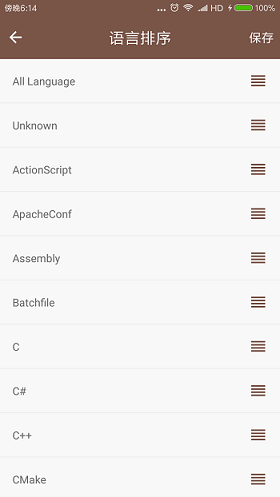 傍晚6:14
... HD 100%
语言排序
保存
All Language
Unknown
ActionScript
ApacheConf
Assembly
Batchfile
C
C#
C++
CMake